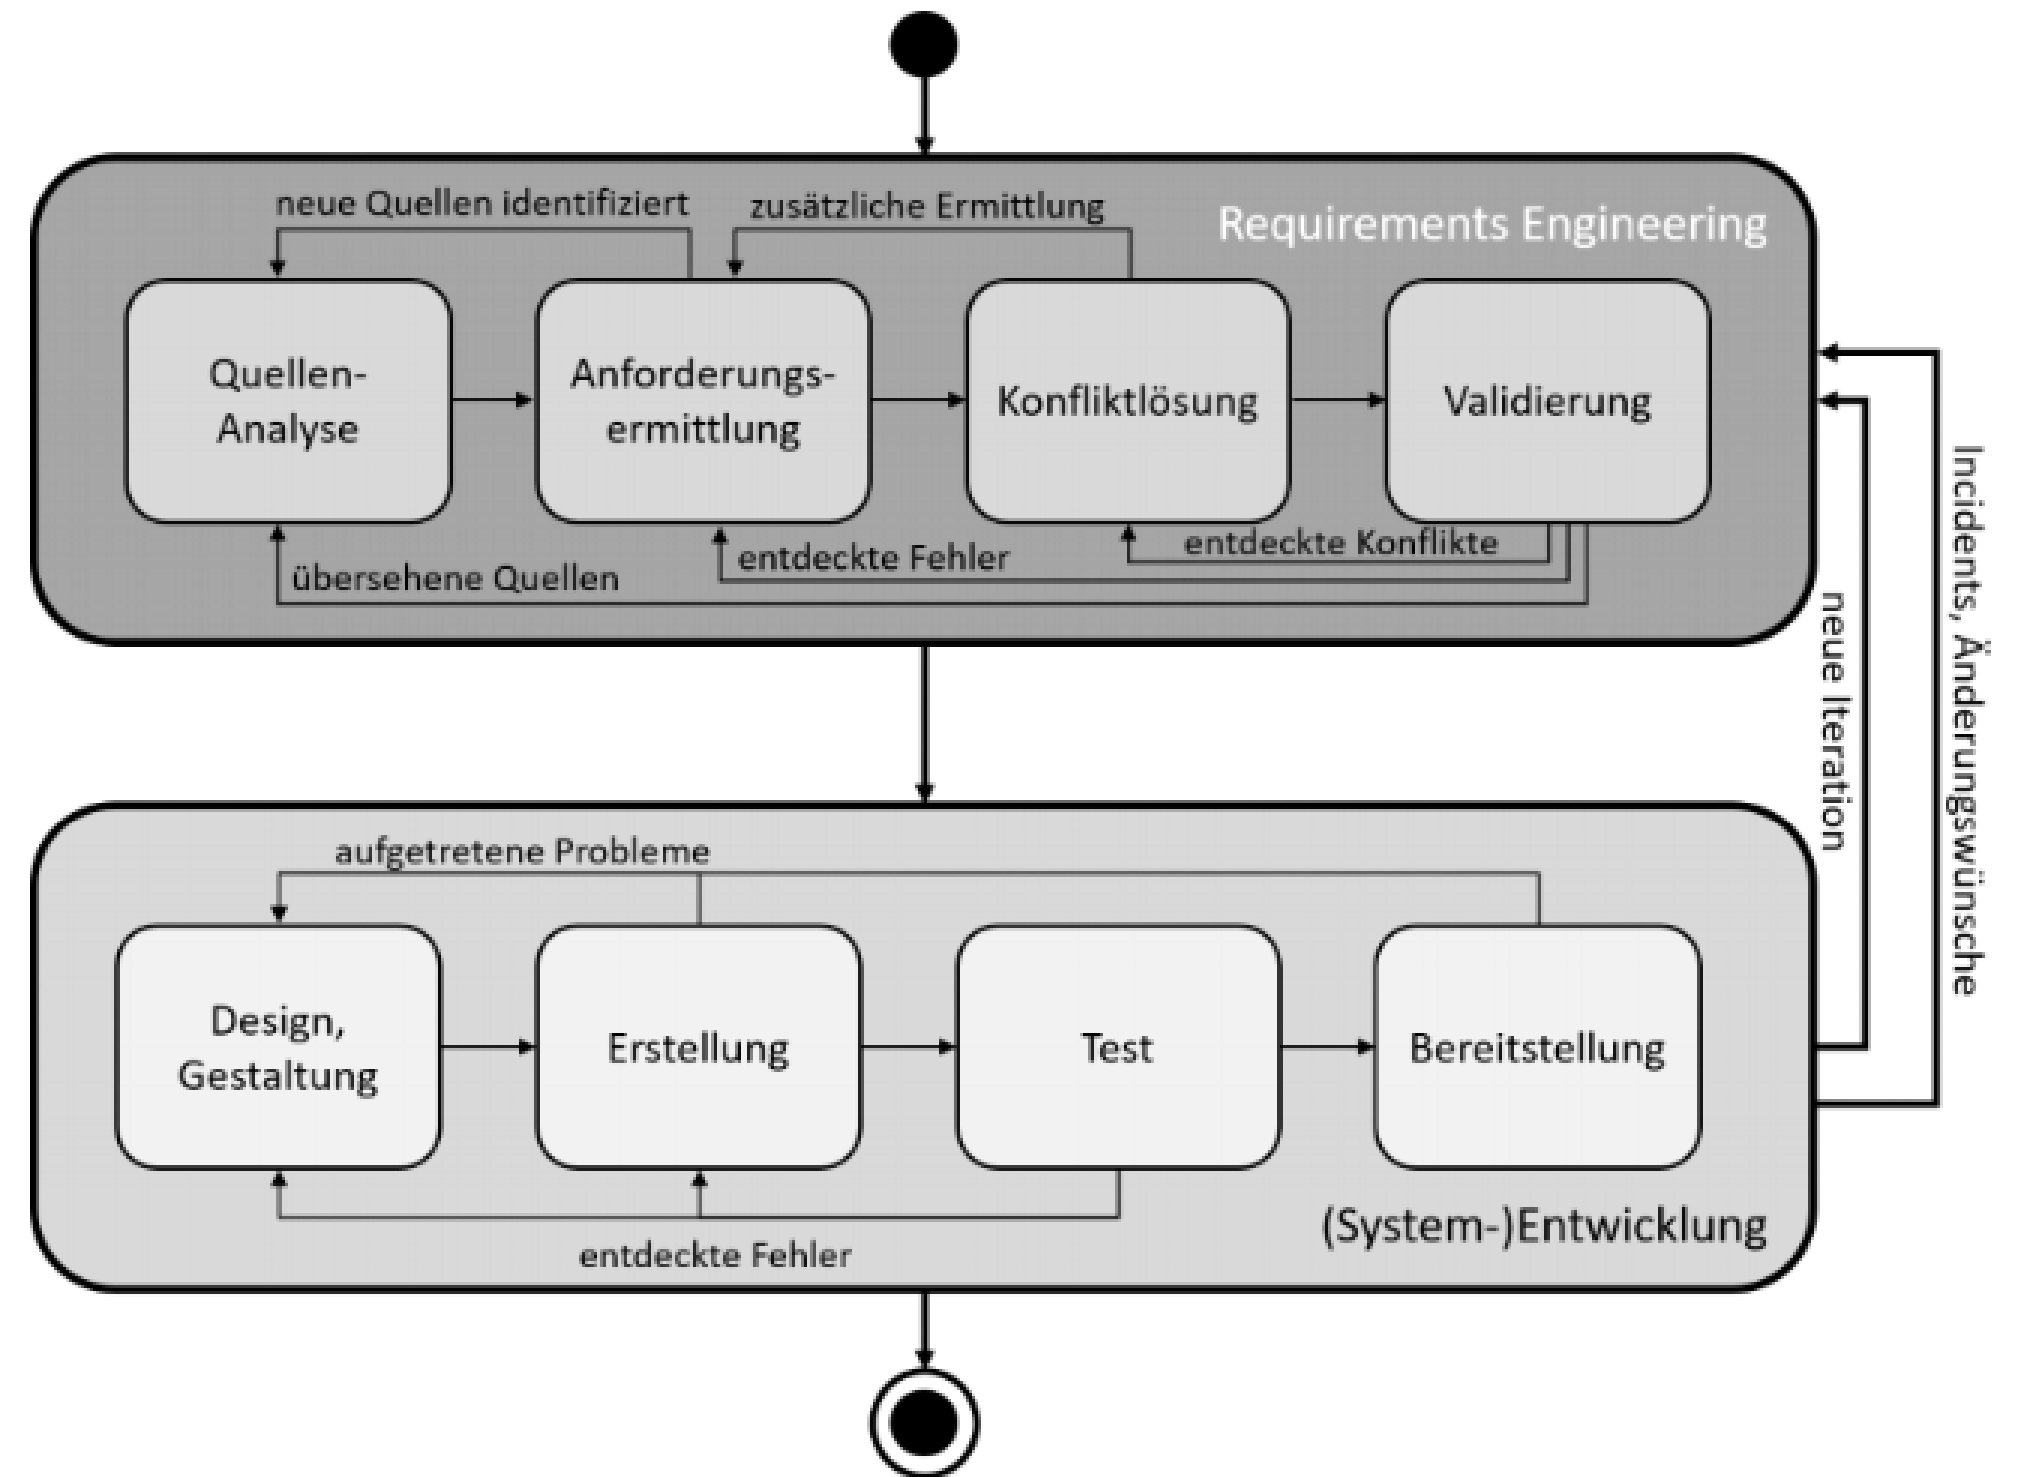 neue Quellen identifiziert
zusätzliche Ermittlung
Requirements Engineering
Quellen-
Analyse
Anforderungs-
ermittlung
Konfliktlösung
Validierung
entdeckte Konflikte
entdeckte Fehler
übersehene Quellen
neue Iteration
Incidents, Änderungswünsche
aufgetretene Probleme
Design,
Gestaltung
Erstellung
Test
Bereitstellung
(System-)Entwicklung
entdeckte Fehler